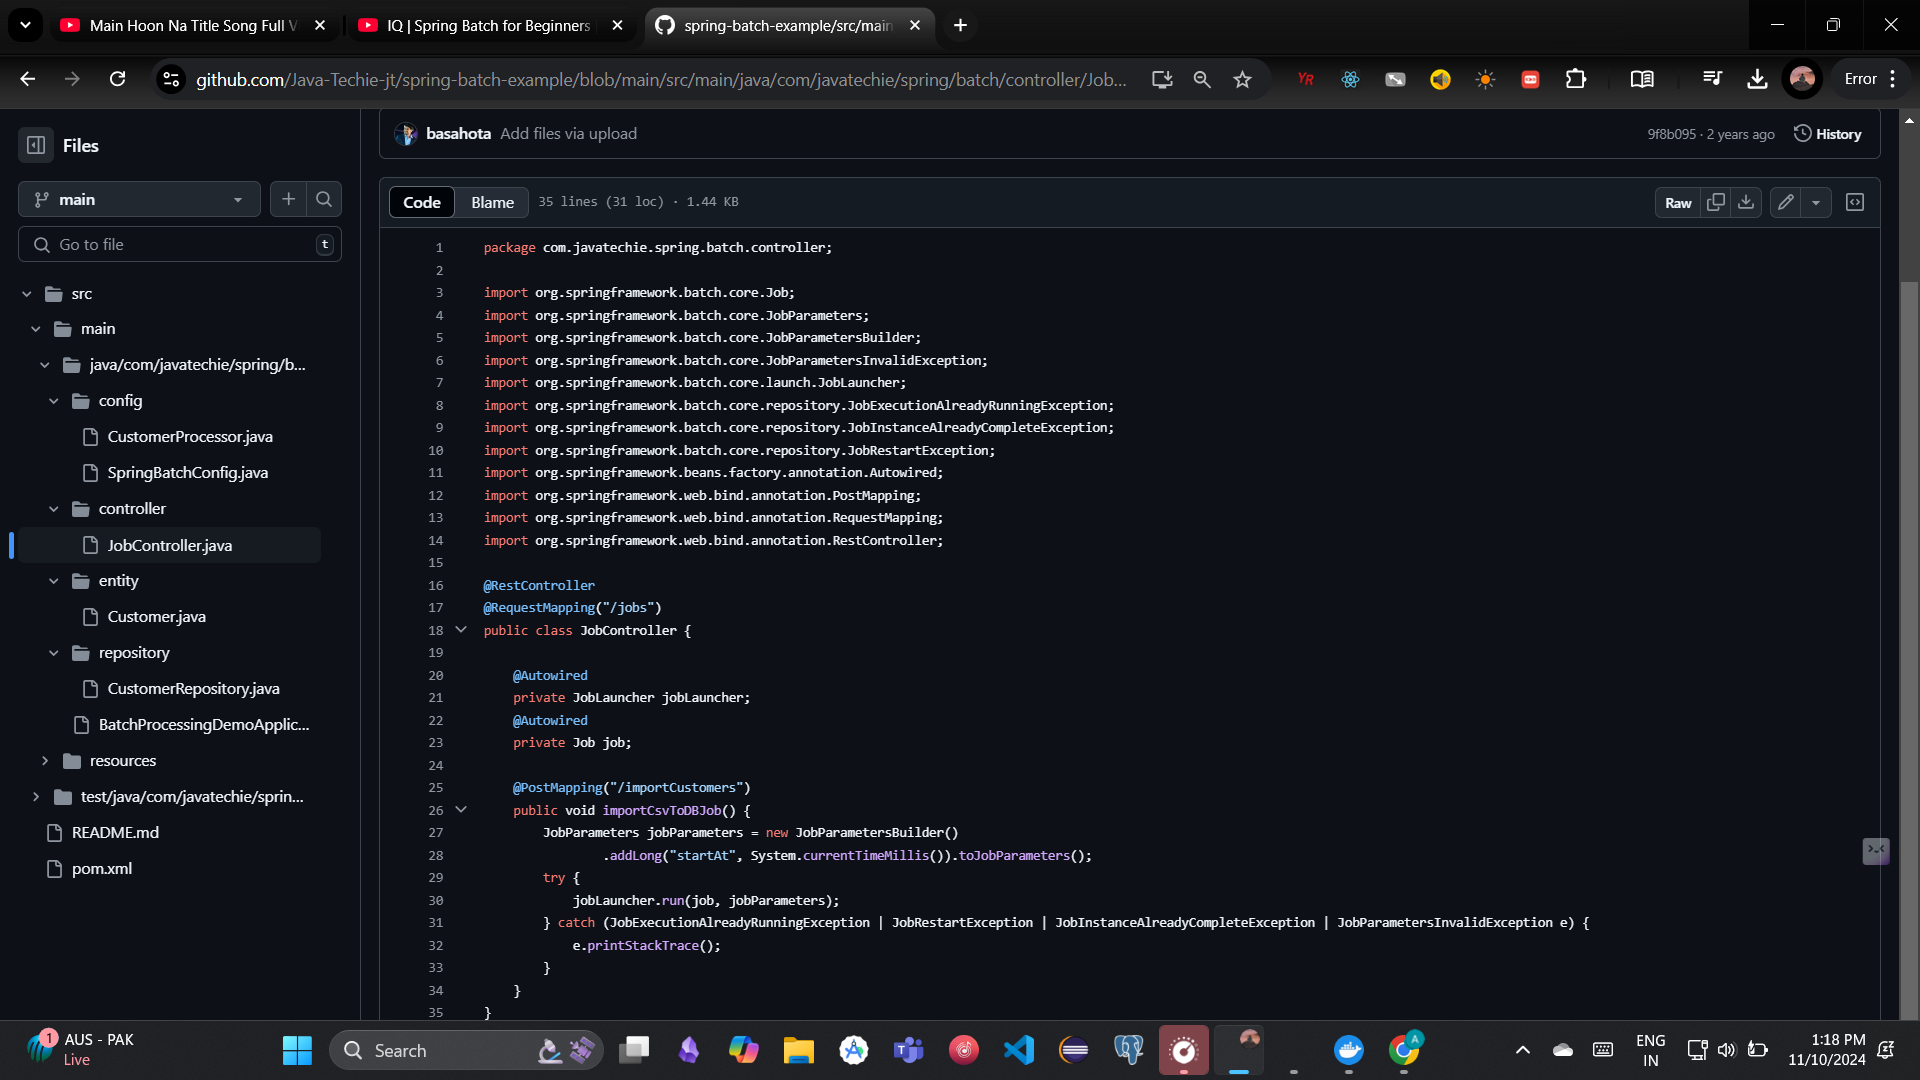 Main Hoon Na Title Song Full V
IQ | Spring Batch for Beginners
spring-batch-example/src/main
github.com/Java-Techie-jt/spring-batch-example/blob/main/src/main/java/com/javatechie/spring/batch/controller/Job...
YR
Error
Files
main
Go to file
t
src
main
java/com/javatechie/spring/b...
config
CustomerProcessor.java
SpringBatchConfig.java
controller
JobController.java
entity
Customer.java
repository
CustomerRepository.java
BatchProcessingDemoApplic...
resources
test/java/com/javatechie/sprin...
README.md
pom.xml
basahota Add files via upload
9f8b095 · 2 years ago
History
Code Blame 35 lines (31 loc) · 1.44 KB
Raw
1 package com.javatechie.spring.batch.controller;
2
3 import org.springframework.batch.core.Job;
4 import org.springframework.batch.core.JobParameters;
5 import org.springframework.batch.core.JobParametersBuilder;
6 import org.springframework.batch.core.JobParametersInvalidException;
7 import org.springframework.batch.core.launch.JobLauncher;
8 import org.springframework.batch.core.repository.JobExecutionAlreadyRunningException;
9 import org.springframework.batch.core.repository.JobInstanceAlreadyCompleteException;
10 import org.springframework.batch.core.repository.JobRestartException;
11 import org.springframework.beans.factory.annotation.Autowired;
12 import org.springframework.web.bind.annotation.PostMapping;
13 import org.springframework.web.bind.annotation.RequestMapping;
14 import org.springframework.web.bind.annotation.RestController;
15
16 @RestController
17 @RequestMapping("/jobs")
18 public class JobController {
19
20 @Autowired
21 private JobLauncher jobLauncher;
22 @Autowired
23 private Job job;
24
25 @PostMapping("/importCustomers")
26 public void importCsvToDBJob() {
27 JobParameters jobParameters = new JobParametersBuilder()
28 .addLong("startAt", System.currentTimeMillis()).toJobParameters();
29 try {
30 jobLauncher.run(job, jobParameters);
31 } catch (JobExecutionAlreadyRunningException | JobRestartException | JobInstanceAlreadyCompleteException | JobParametersInvalidException e) {
32 e.printStackTrace();
33 }
34 }
35 }
1
AUS - PAK
Live
Search
A
ENG
IN
1:18 PM
11/10/2024